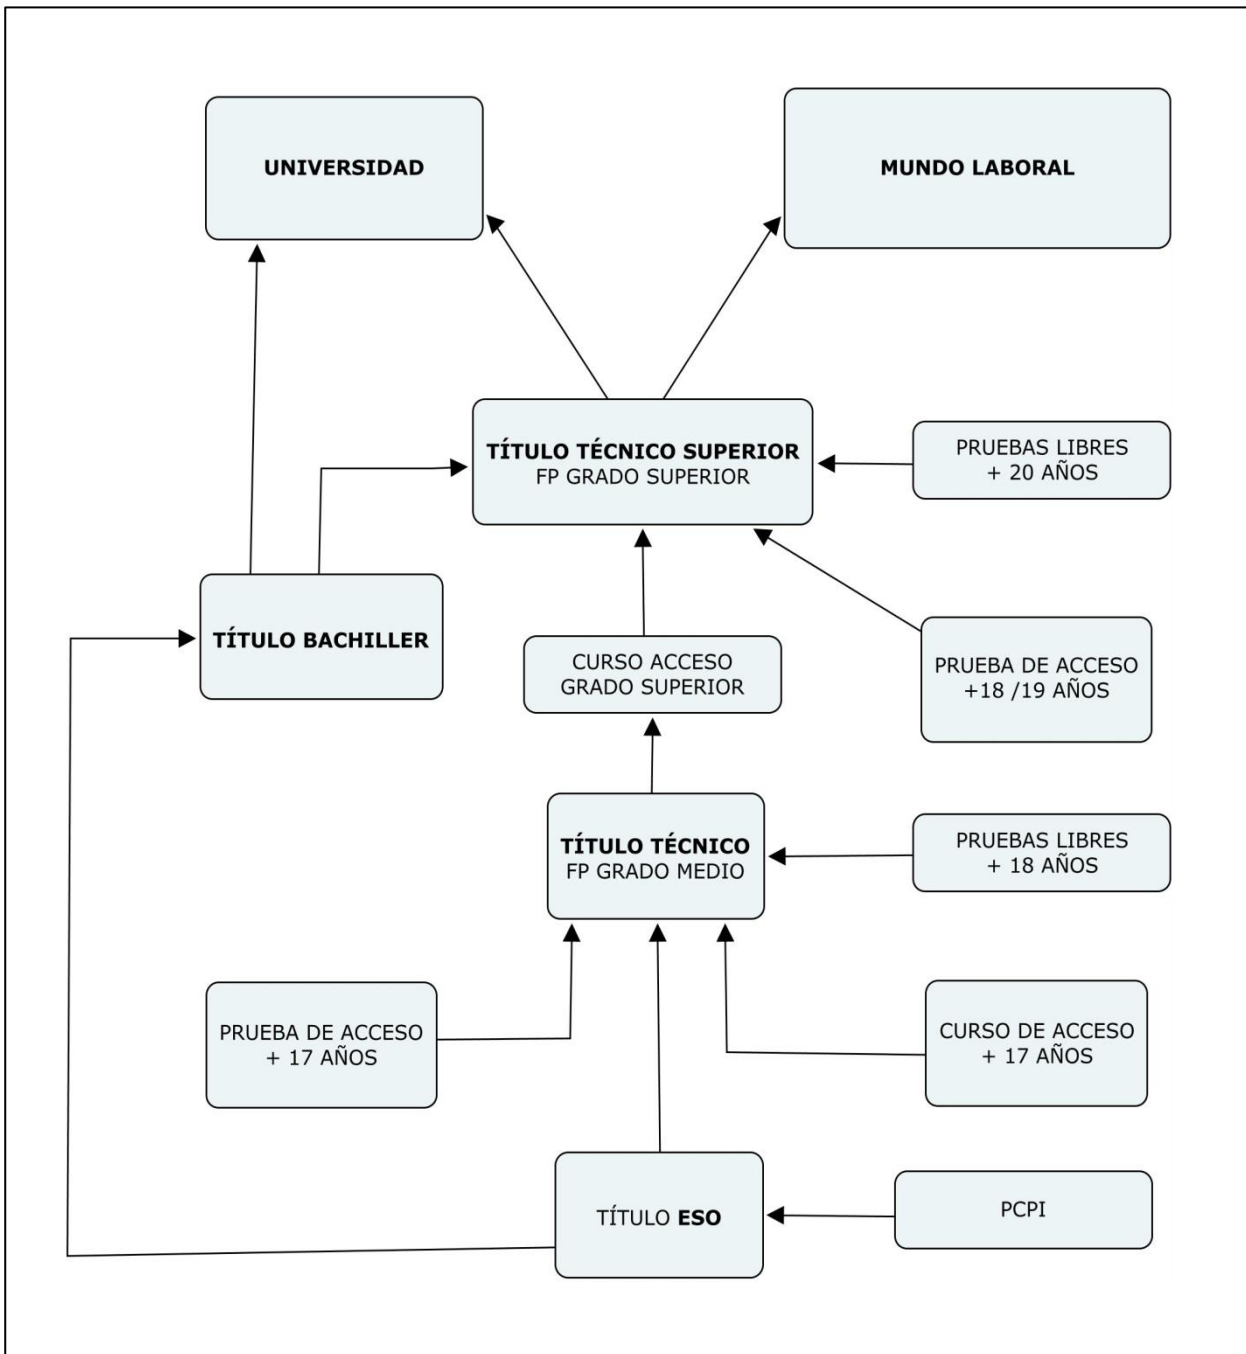 UNIVERSIDAD
MUNDO LABORAL
TÍTULO TÉCNICO SUPERIOR
FP GRADO SUPERIOR
PRUEBAS LIBRES
+ 20 AÑOS
TÍTULO BACHILLER
CURSO ACCESO
GRADO SUPERIOR
PRUEBA DE ACCESO
+18 /19 AÑOS
TÍTULO TÉCNICO
FP GRADO MEDIO
PRUEBAS LIBRES
+ 18 AÑOS
PRUEBA DE ACCESO
+ 17 AÑOS
CURSO DE ACCESO
+ 17 AÑOS
TÍTULO ESO
PCPI